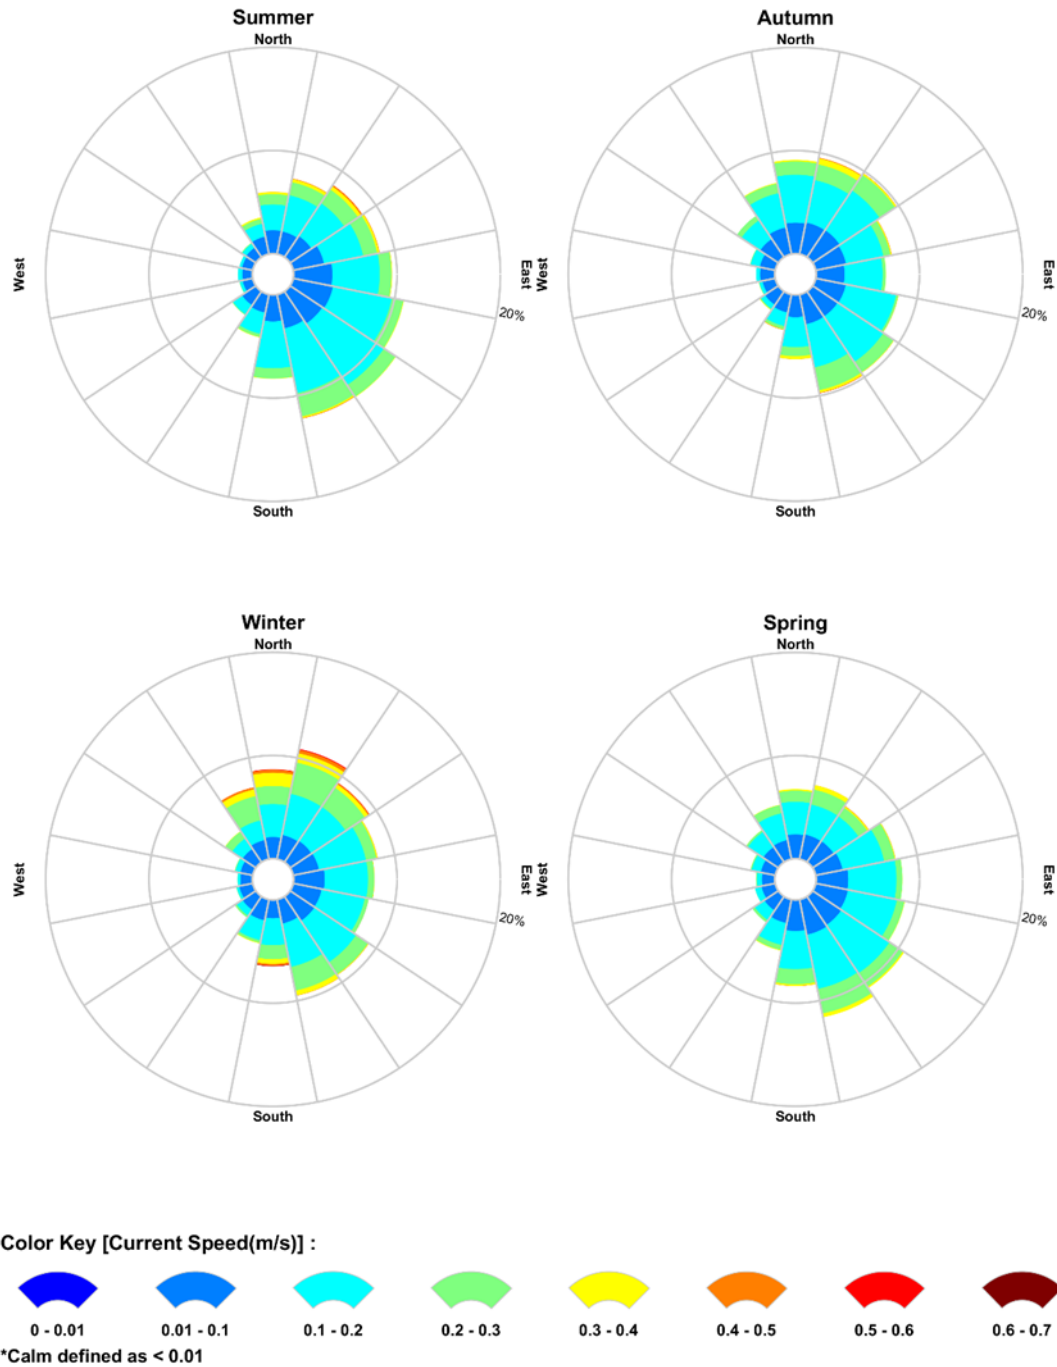 Summer
North
West
East
20%
South
Autumn
North
West
East
20%
South
Winter
North
West
East
20%
South
Spring
North
West
East
20%
South
Color Key [Current Speed(m/s)] :
0 - 0.01 0.01 - 0.1 0.1 - 0.2 0.2 - 0.3 0.3 - 0.4 0.4 - 0.5 0.5 - 0.6 0.6 - 0.7
*Calm defined as < 0.01